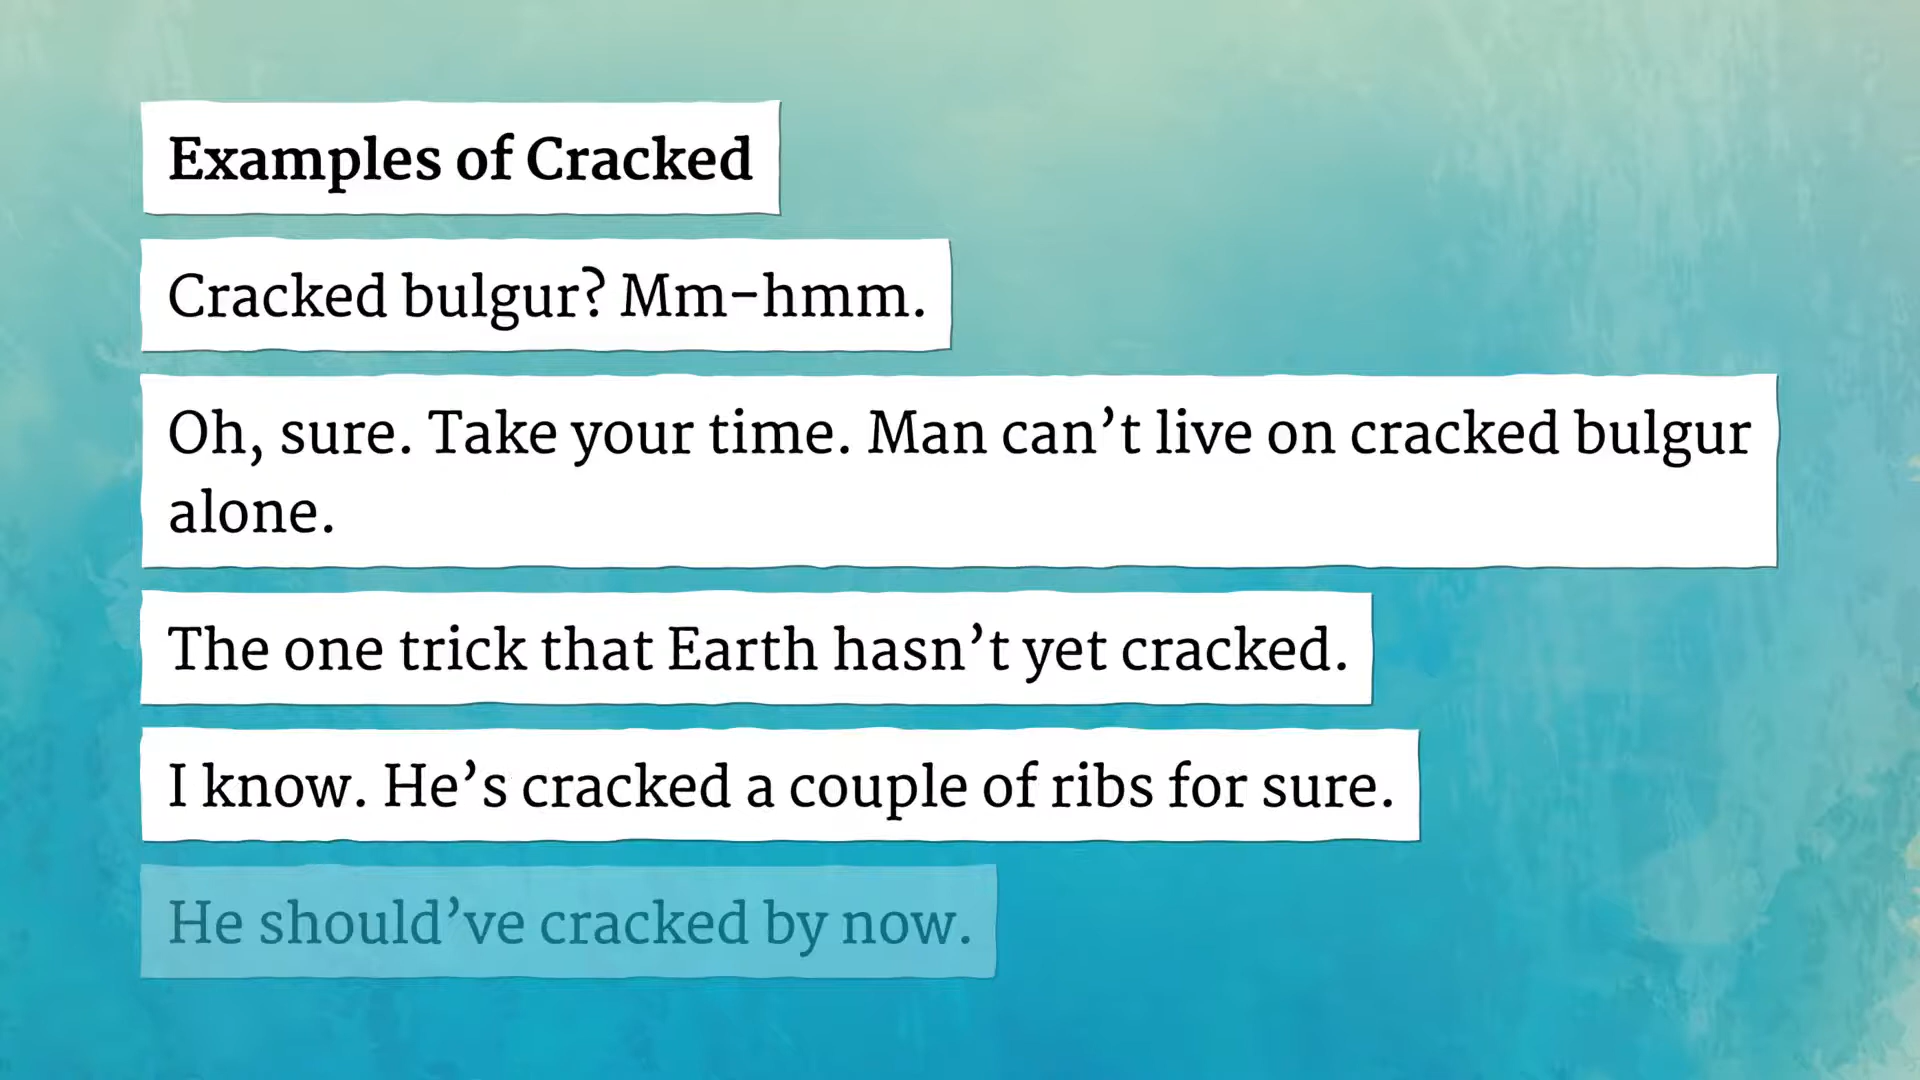 Examples of Cracked
Cracked bulgur? Mm-hmm.
Oh, sure. Take your time. Man can’t live on cracked bulgur
alone.
The one trick that Earth hasn’t yet cracked.
I know. He’s cracked a couple of ribs for sure.
He should’ve cracked by now.